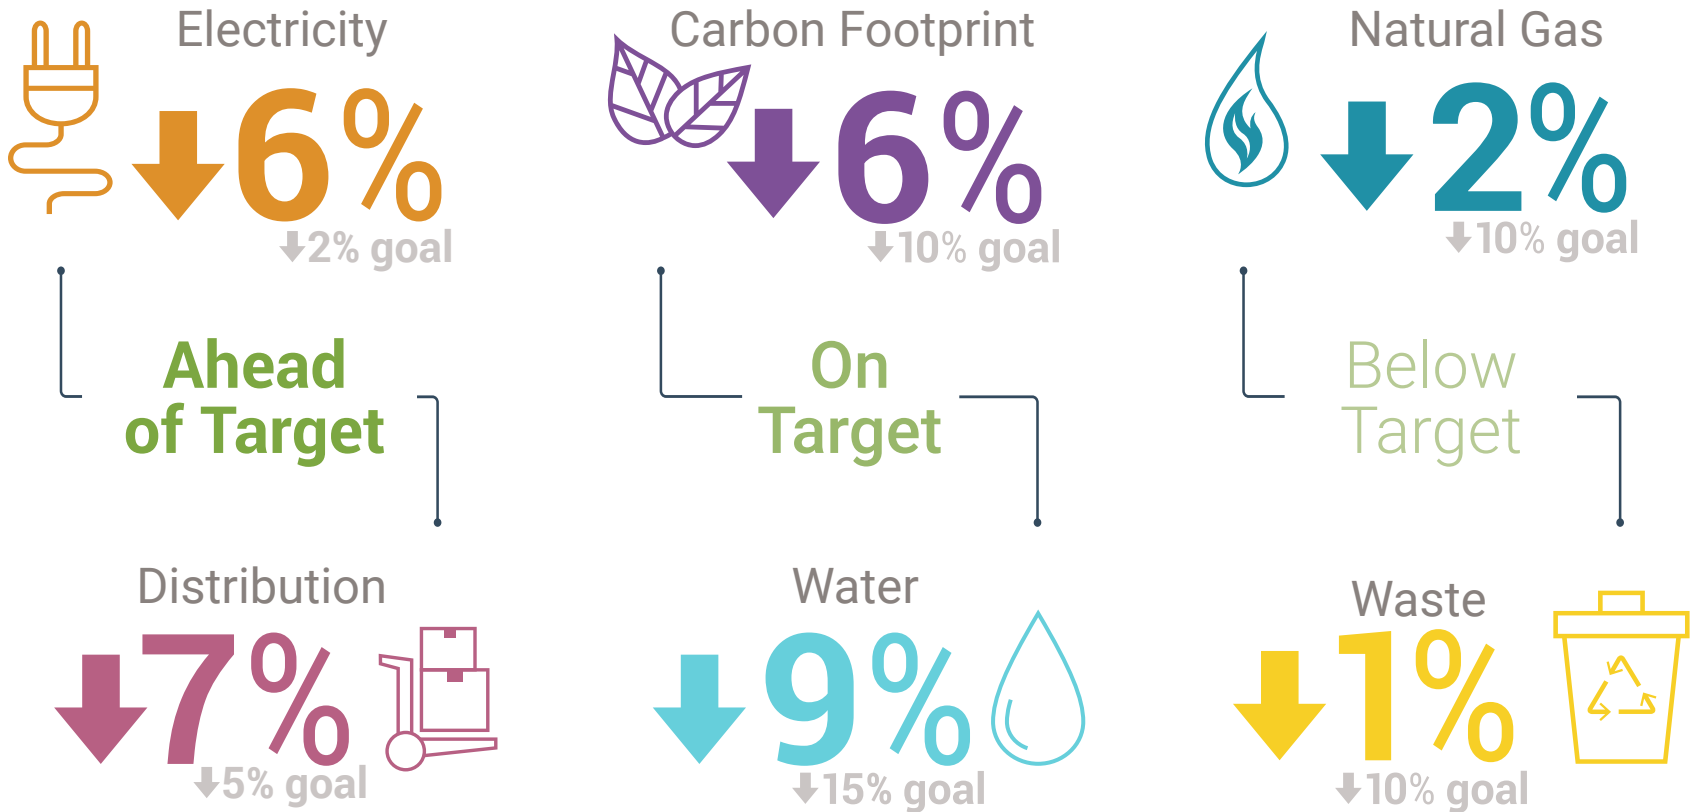 Electricity
6%
2% goal
Carbon Footprint
6%
10% goal
Natural Gas
2%
10% goal
Ahead
of Target
On
Target
Below
Target
Distribution
7%
5% goal
Water
9%
15% goal
Waste
1%
10% goal